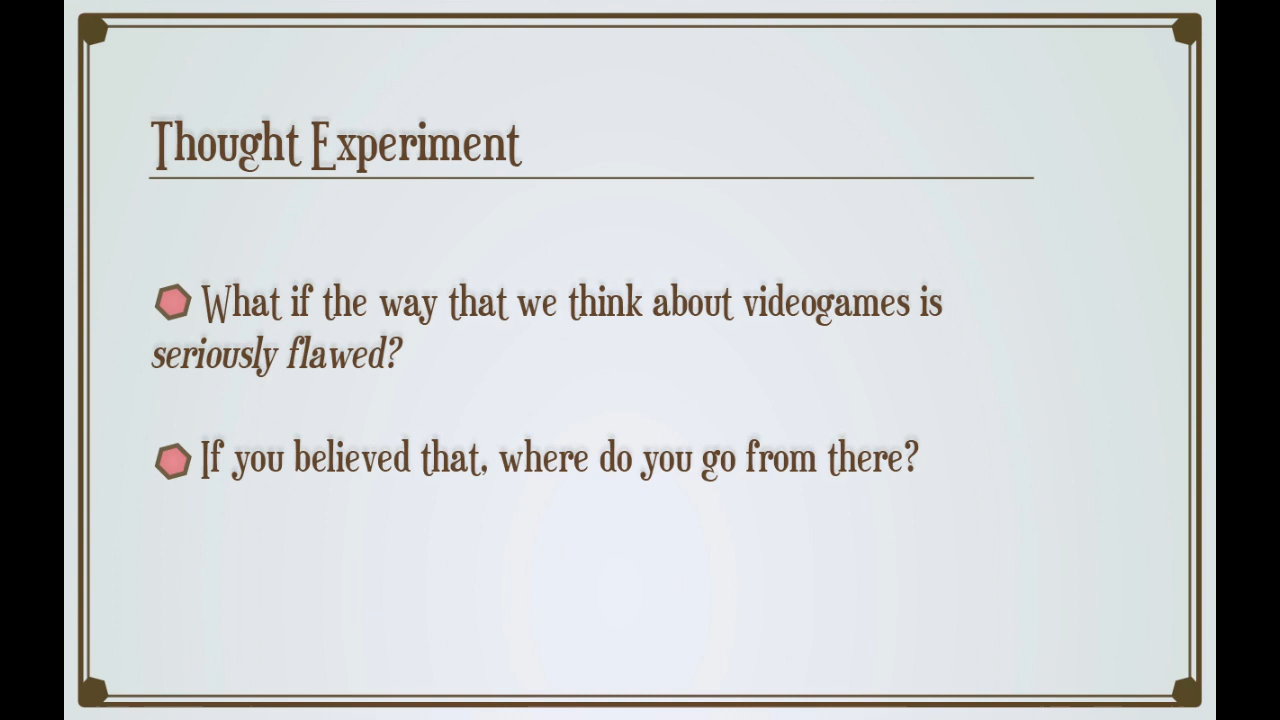 Thought Experiment
What if the way that we think about videogames is
seriously flawed?
If you believed that, where do you go from there?